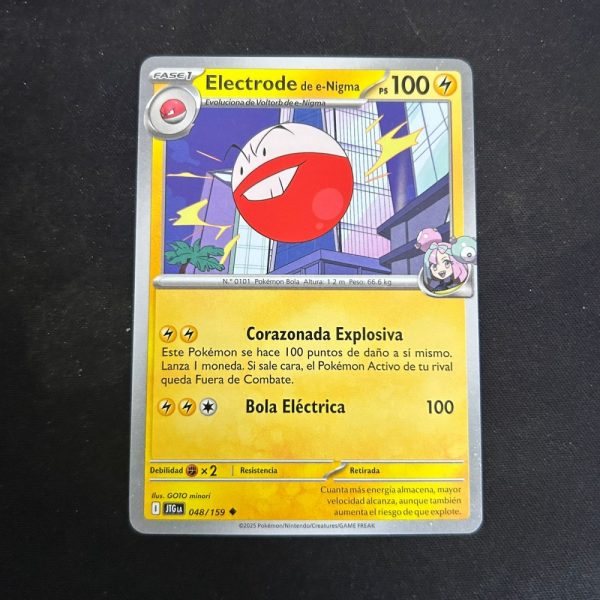 FASE 1
Electrode de e-Nigma PS 100
Evoluciona de Voltorb de e-Nigma
N.º 0101 Pokémon Bola Altura: 1.2 m Peso: 66.6 kg
Corazonada Explosiva
Este Pokémon se hace 100 puntos de daño a sí mismo.
Lanza 1 moneda. Si sale cara, el Pokémon Activo de tu rival
queda Fuera de Combate.
Bola Eléctrica 100
Debilidad ×2 Resistencia Retirada
Ilus. GOTO minori
I JTG LA 048/159
Cuanta más energía almacena, mayor
velocidad alcanza, aunque también
aumenta el riesgo de que explote.
©2025 Pokémon/Nintendo/Creatures/GAME FREAK